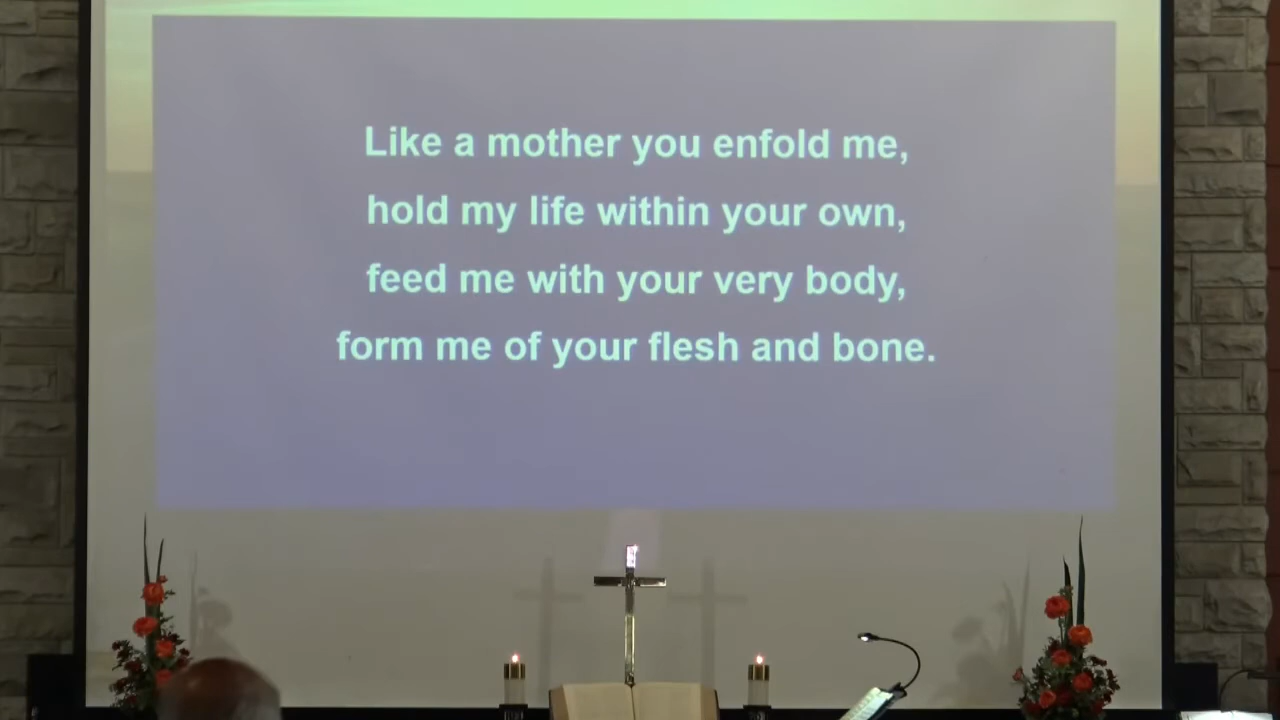 Like a mother you enfold me,
hold my life within your own,
feed me with your very body,
form me of your flesh and bone.